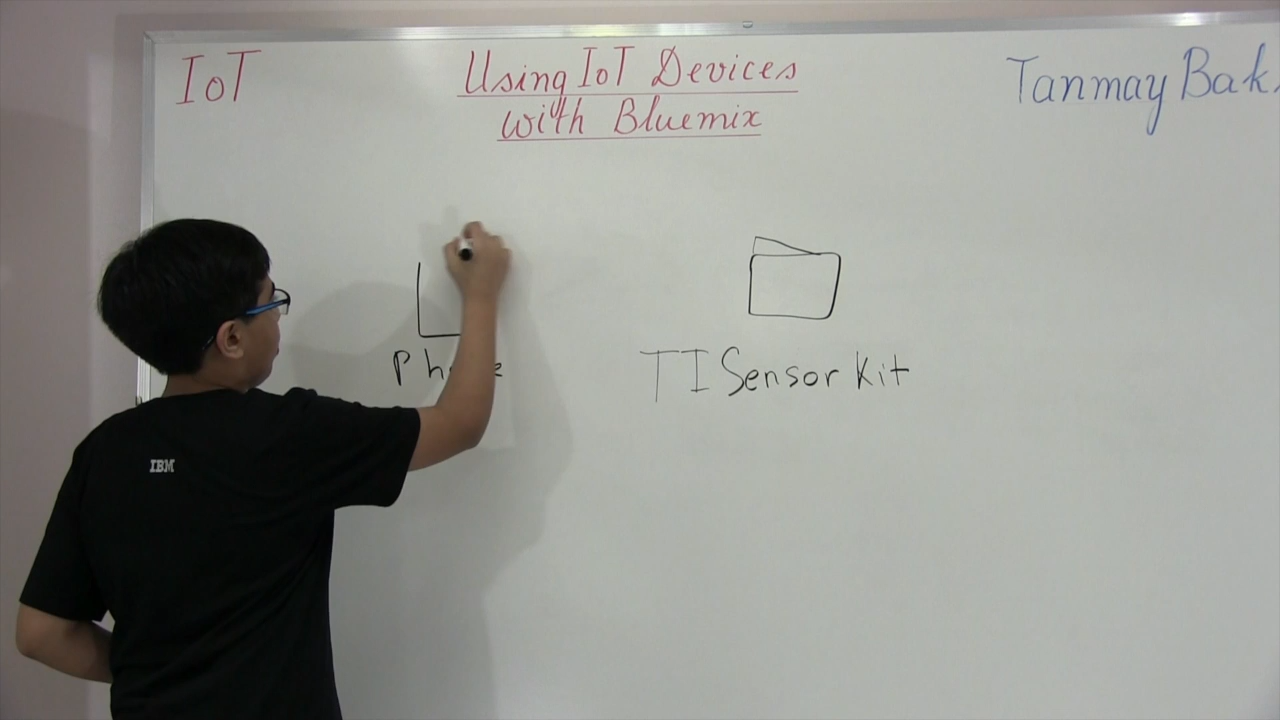 IoT
Using IoT Devices
with Bluemix
Tanmay Bak
TI Sensor Kit
IBM